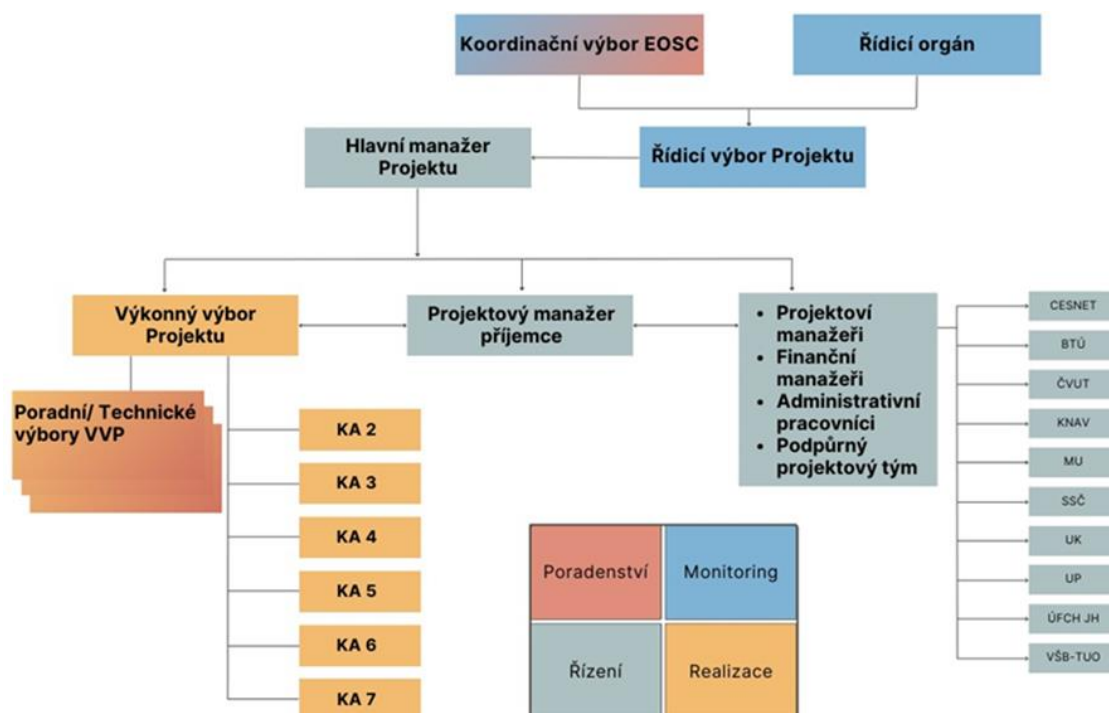 Koordinační výbor EOSC
Řídicí orgán
Hlavní manažer
Projektu
Řídicí výbor Projektu
Výkonný výbor
Projektu
Projektový manažer
příjemce
• Projektoví
manažeři
• Finanční
manažeři
• Administrativní
pracovníci
• Podpůrný
projektový tým
Poradní/ Technické
výbory VVP
KA 2
KA 3
KA 4
KA 5
KA 6
KA 7
CESNET
BTÚ
ČVUT
KNAV
MU
SSČ
UK
UP
ÚFCH JH
VŠB-TUO
Poradenství
Monitoring
Řízení
Realizace